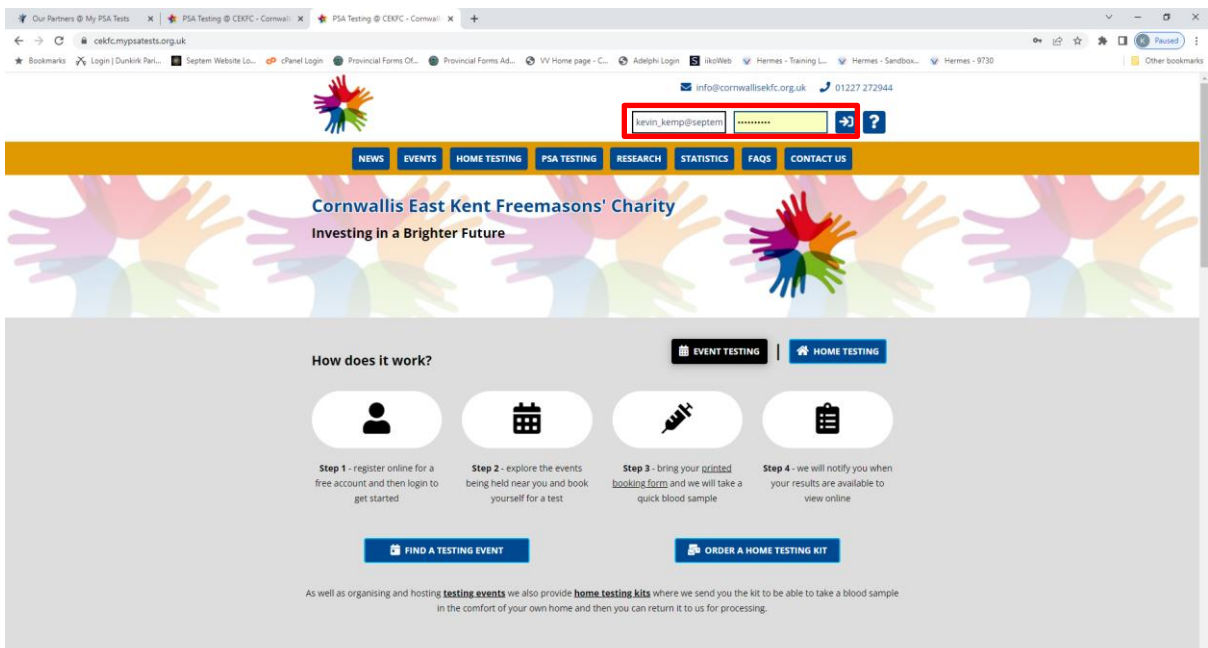 Our Partners @ My PSA Tests
PSA Testing @ CEKFC - Cornwall
PSA Testing @ CEKFC - Cornwall
cekfc.mypsatests.org.uk
Paused
Bookmarks
Login | Dunkirk Pari...
Septem Website Lo...
cPanel Login
Provincial Forms Of...
Provincial Forms Ad...
VV Home page - C...
Adelphi Login
iikoWeb
Hermes - Training L...
Hermes - Sandbox...
Hermes - 9730
Other bookmarks
info@cornwallisekfc.org.uk 01227 272944
kevin_kemp@septem
NEWS EVENTS HOME TESTING PSA TESTING RESEARCH STATISTICS FAQS CONTACT US
Cornwallis East Kent Freemasons' Charity
Investing in a Brighter Future
EVENT TESTING | HOME TESTING
How does it work?
Step 1 - register online for a
free account and then login to
get started
Step 2 - explore the events
being held near you and book
yourself for a test
Step 3 - bring your printed
booking form and we will take a
quick blood sample
Step 4 - we will notify you when
your results are available to
view online
FIND A TESTING EVENT
ORDER A HOME TESTING KIT
As well as organising and hosting testing events we also provide home testing kits where we send you the kit to be able to take a blood sample
in the comfort of your own home and then you can return it to us for processing.